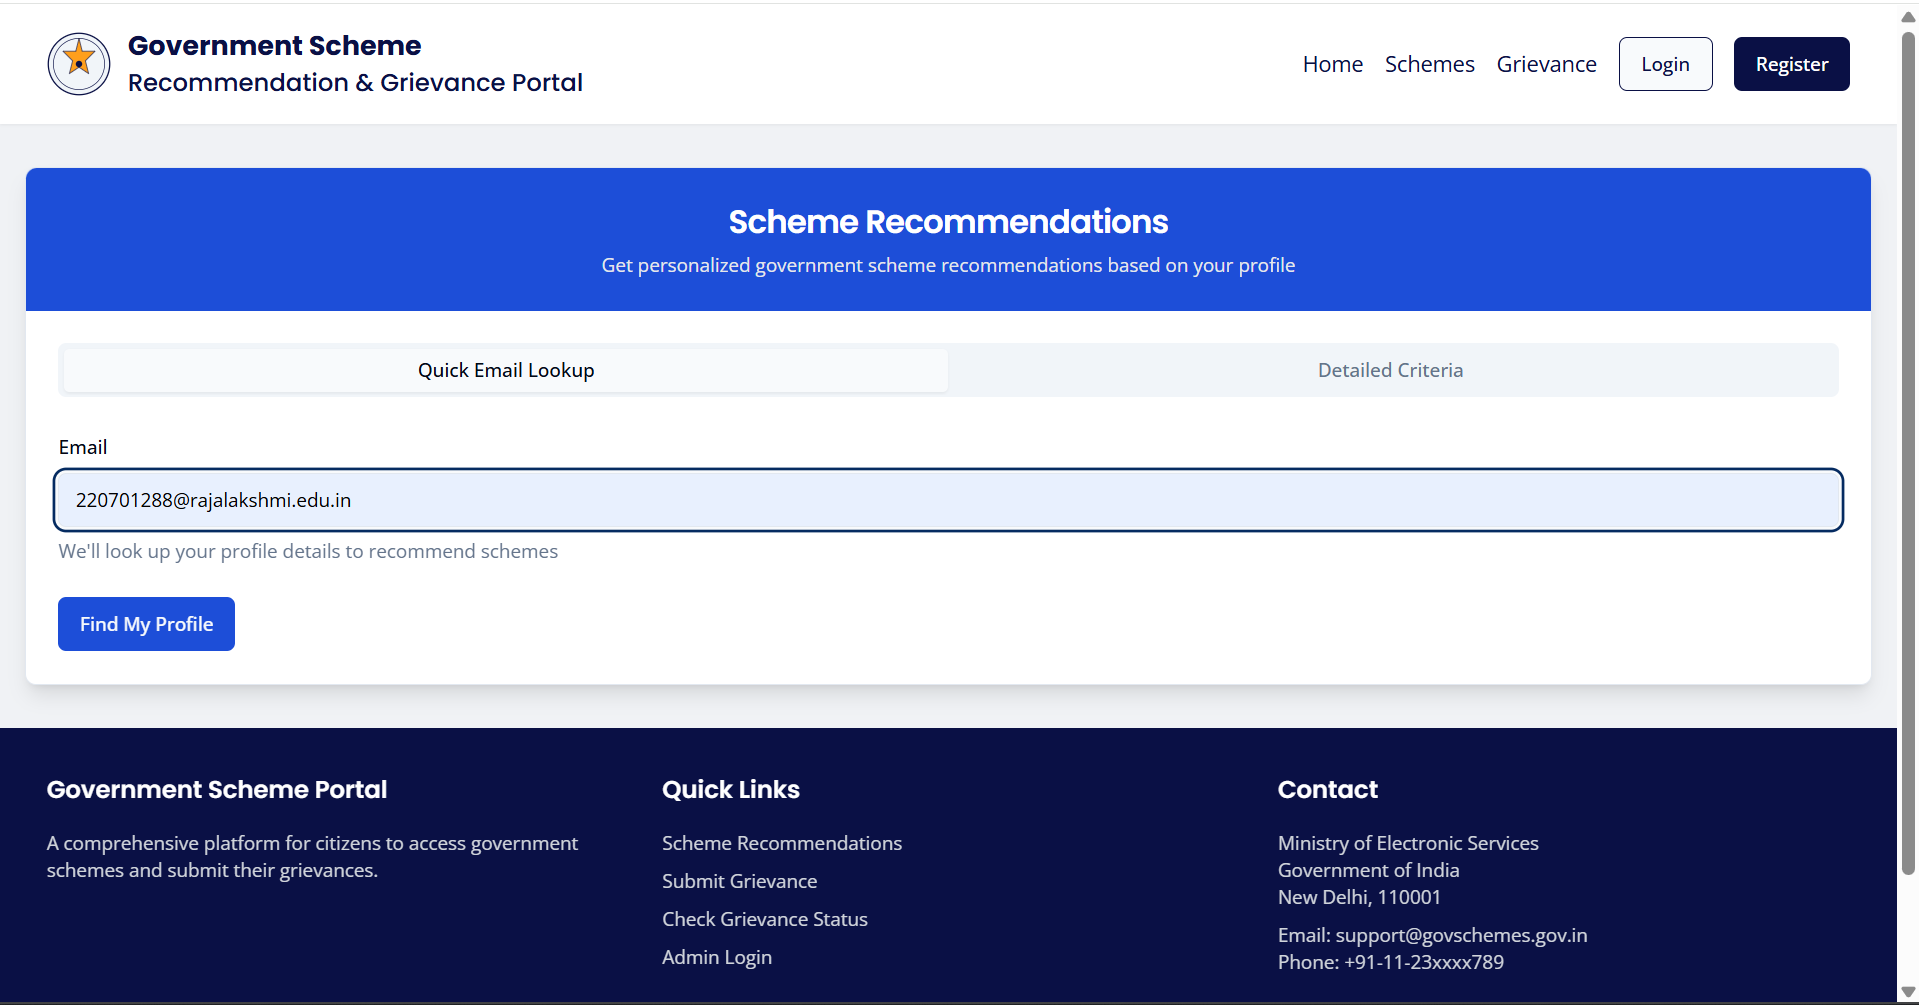 Government Scheme
Recommendation & Grievance Portal
Home
Schemes
Grievance
Login
Register
Scheme Recommendations
Get personalized government scheme recommendations based on your profile
Quick Email Lookup
Detailed Criteria
Email
220701288@rajalakshmi.edu.in
We'll look up your profile details to recommend schemes
Find My Profile
Government Scheme Portal
A comprehensive platform for citizens to access government
schemes and submit their grievances.
Quick Links
Scheme Recommendations
Submit Grievance
Check Grievance Status
Admin Login
Contact
Ministry of Electronic Services
Government of India
New Delhi, 110001
Email: support@govschemes.gov.in
Phone: +91-11-23xxxx789